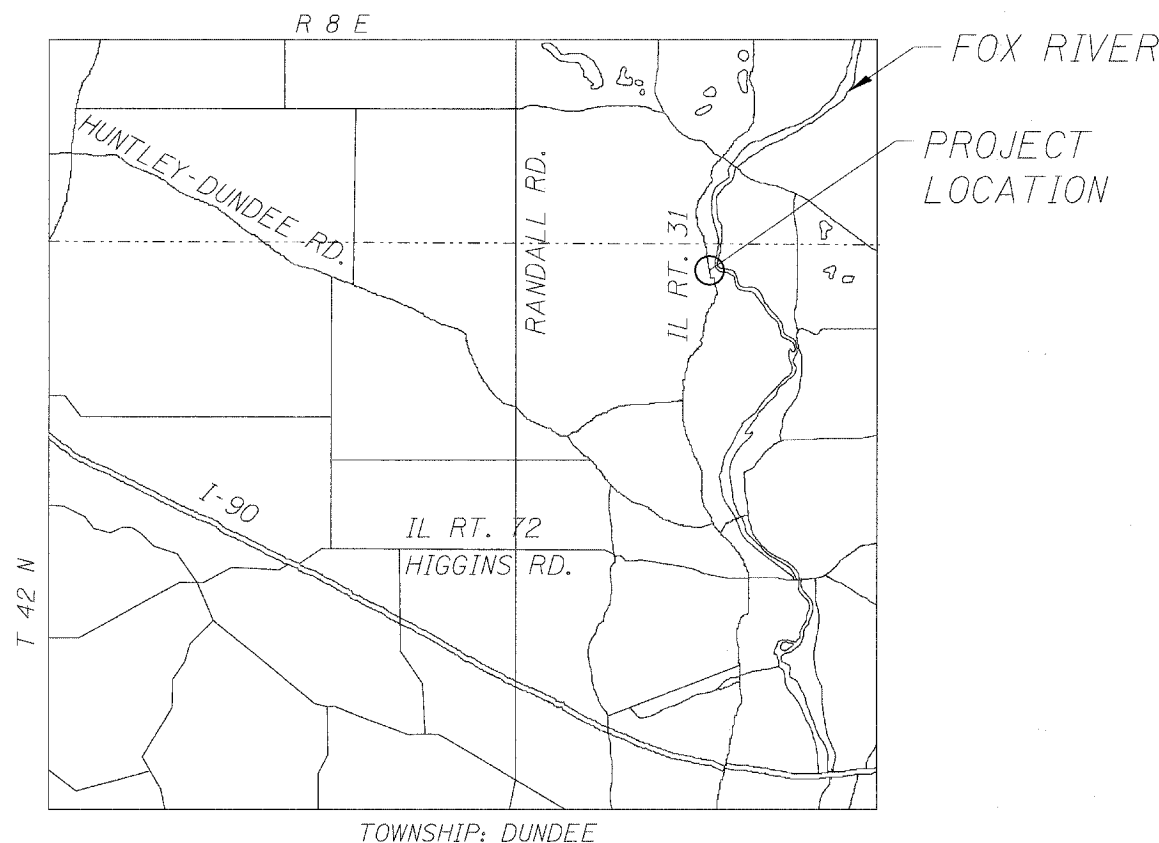 R 8 E
FOX RIVER
PROJECT
LOCATION
HUNTLEY-DUNDEE RD.
RANDALL RD.
IL RT. 31
I-90
IL RT. 72
HIGGINS RD.
T 42 N
TOWNSHIP: DUNDEE